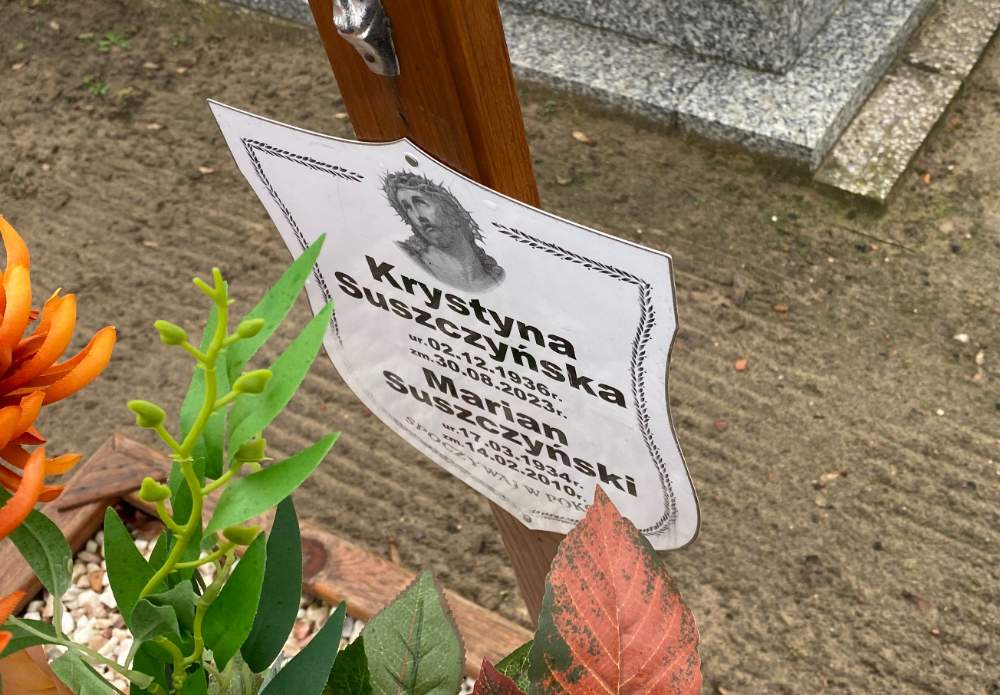 Krystyna
Suszczyńska
ur.02.12.1936r.
zm.30.08.2023r.
Marian
Suszczyński
ur.17.03.1934r.
zm.14.02.2010r.
SPOCZYWAJ W